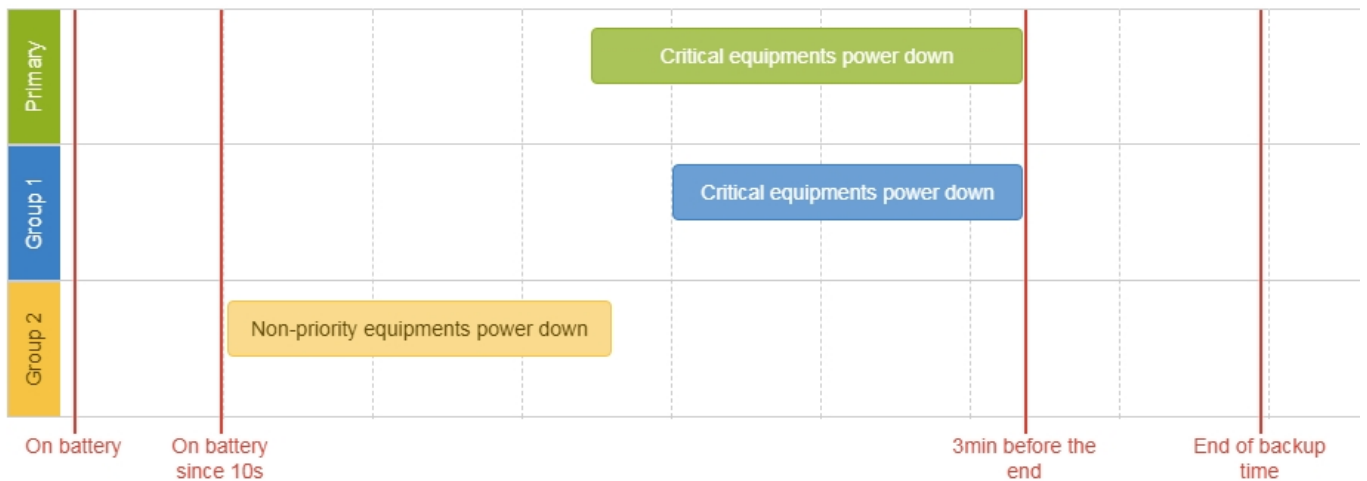 Primary
Critical equipments power down
Group 1
Critical equipments power down
Group 2
Non-priority equipments power down
On battery
On battery
since 10s
3min before the
end
End of backup
time